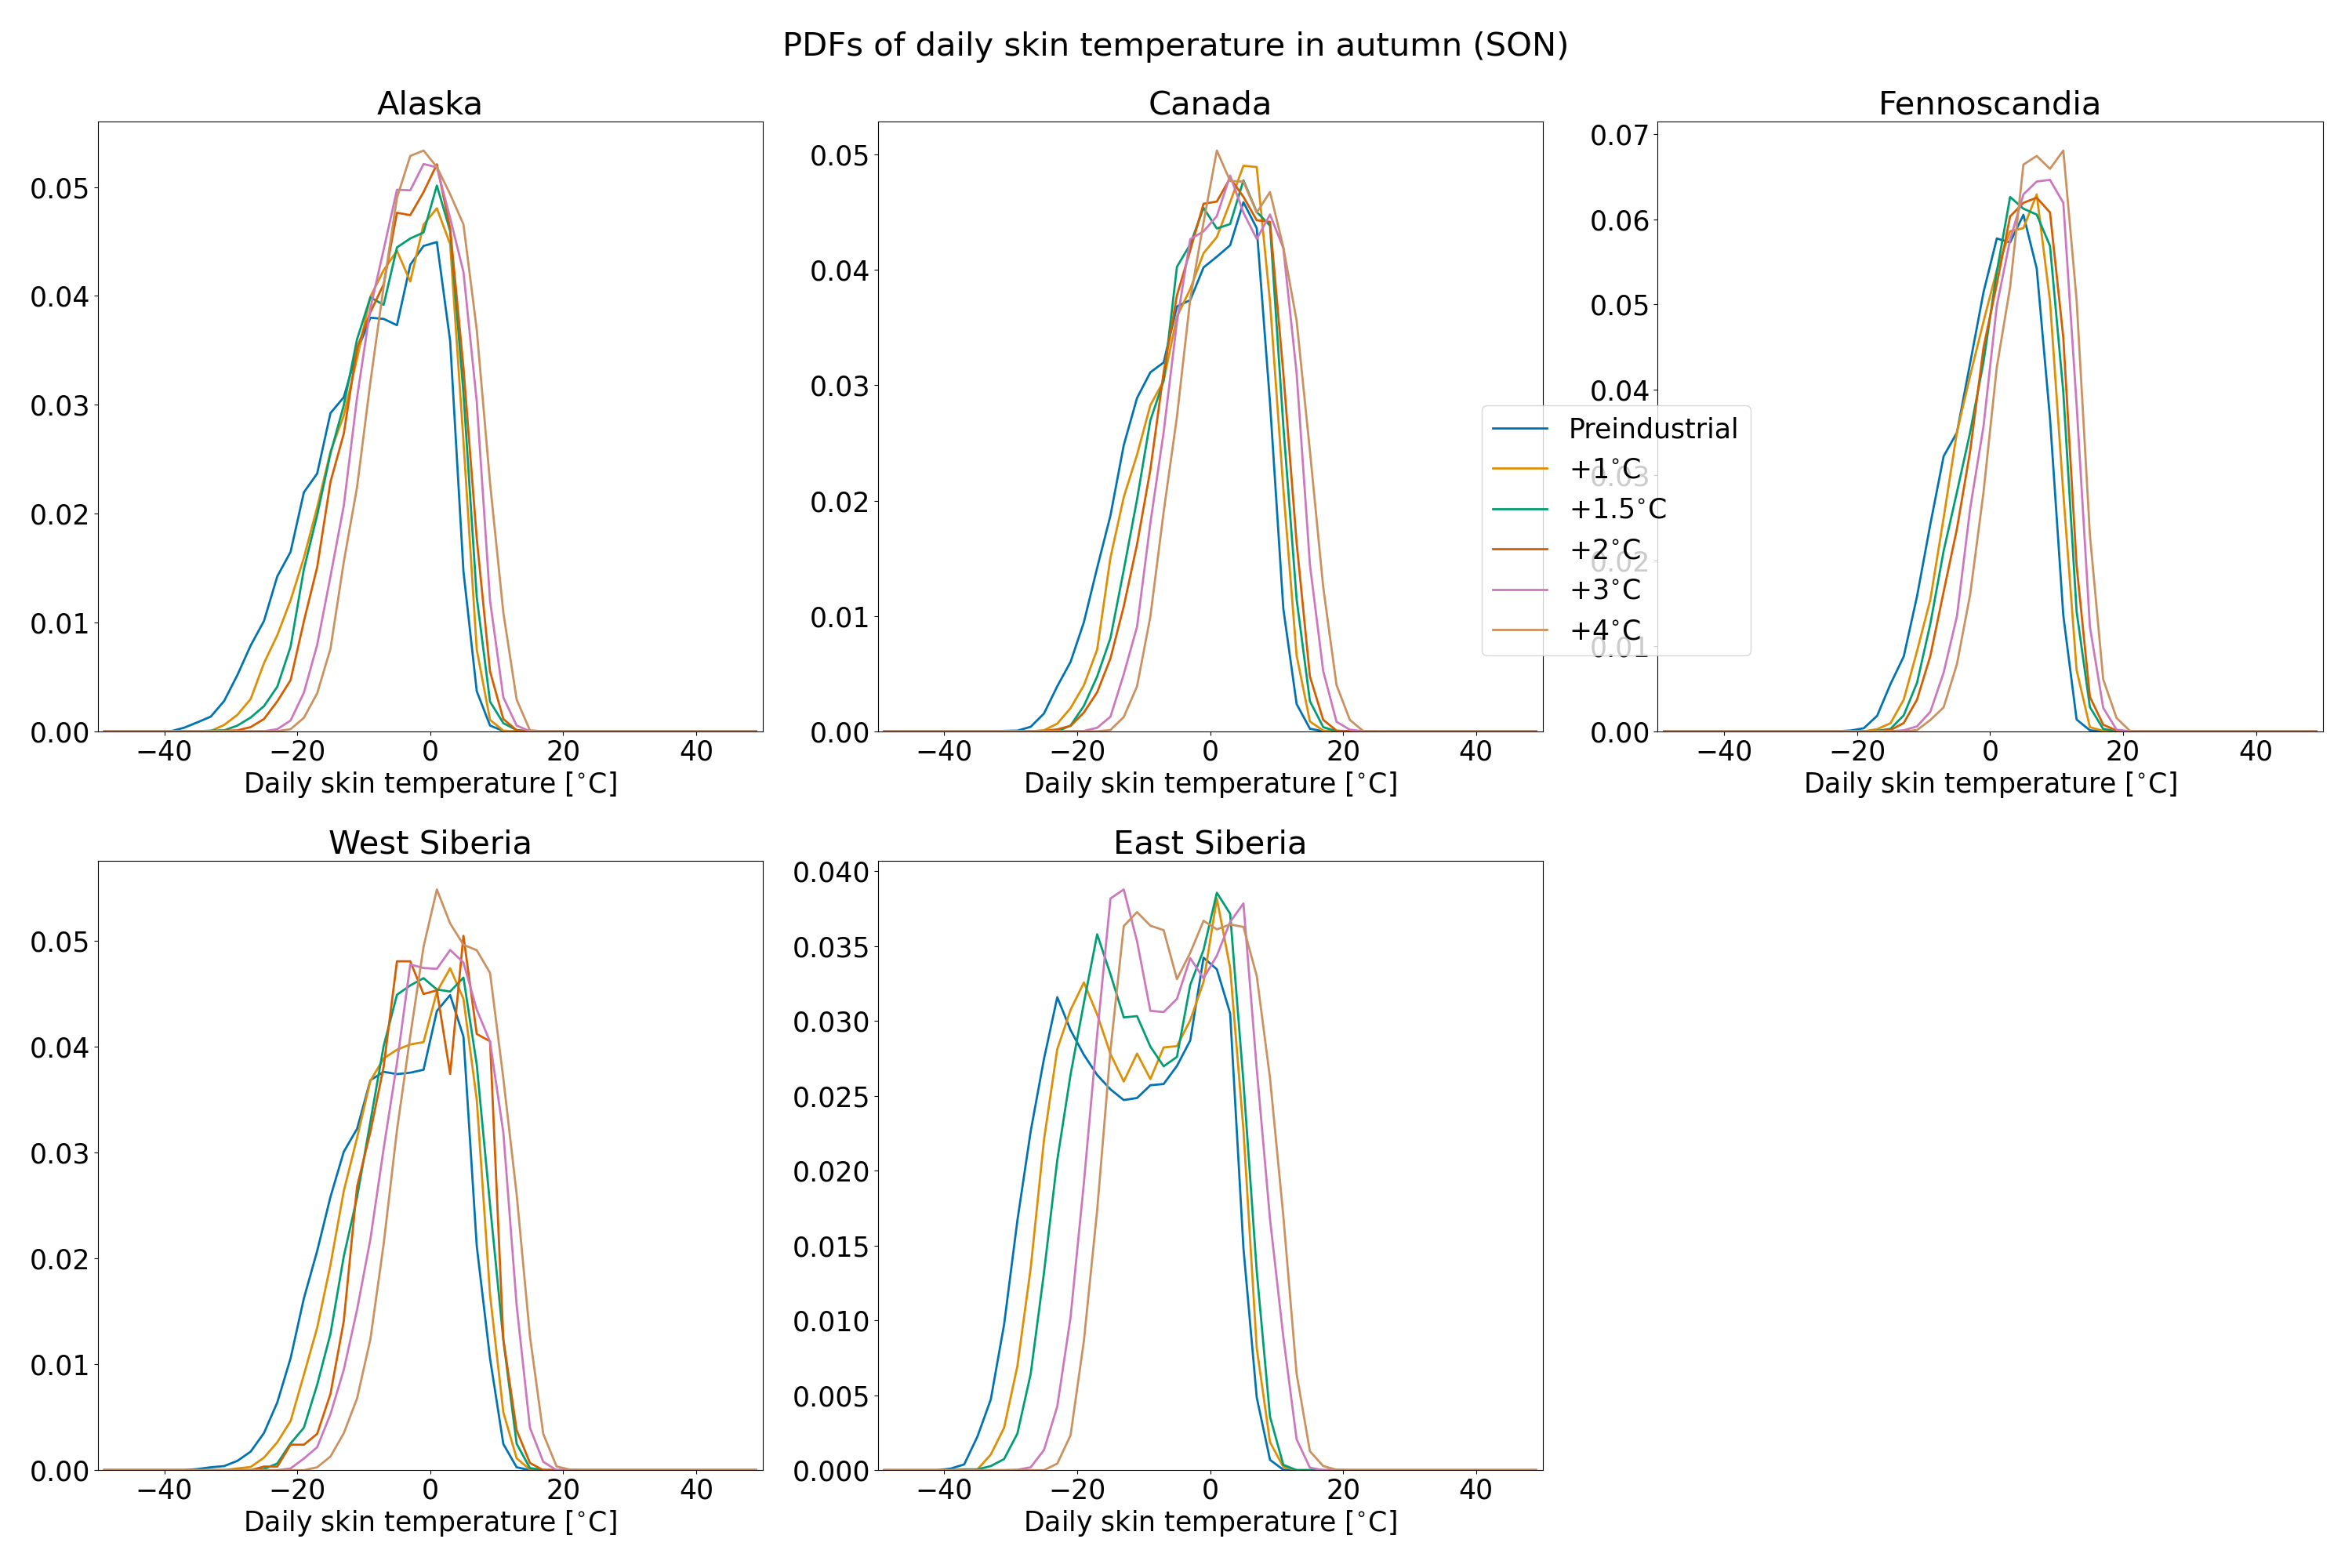 PDFs of daily skin temperature in autumn (SON)
Alaska
0.05
0.04
0.03
0.02
0.01
0.00
−40 −20 0 20 40
Daily skin temperature [°C]
Canada
0.05
0.04
0.03
0.02
0.01
0.00
−40 −20 0 20 40
Daily skin temperature [°C]
Fennoscandia
0.07
0.06
0.05
0.04
0.03
0.02
0.01
0.00
−40 −20 0 20 40
Daily skin temperature [°C]
Preindustrial
+1°C
+1.5°C
+2°C
+3°C
+4°C
West Siberia
0.05
0.04
0.03
0.02
0.01
0.00
−40 −20 0 20 40
Daily skin temperature [°C]
East Siberia
0.040
0.035
0.030
0.025
0.020
0.015
0.010
0.005
0.000
−40 −20 0 20 40
Daily skin temperature [°C]